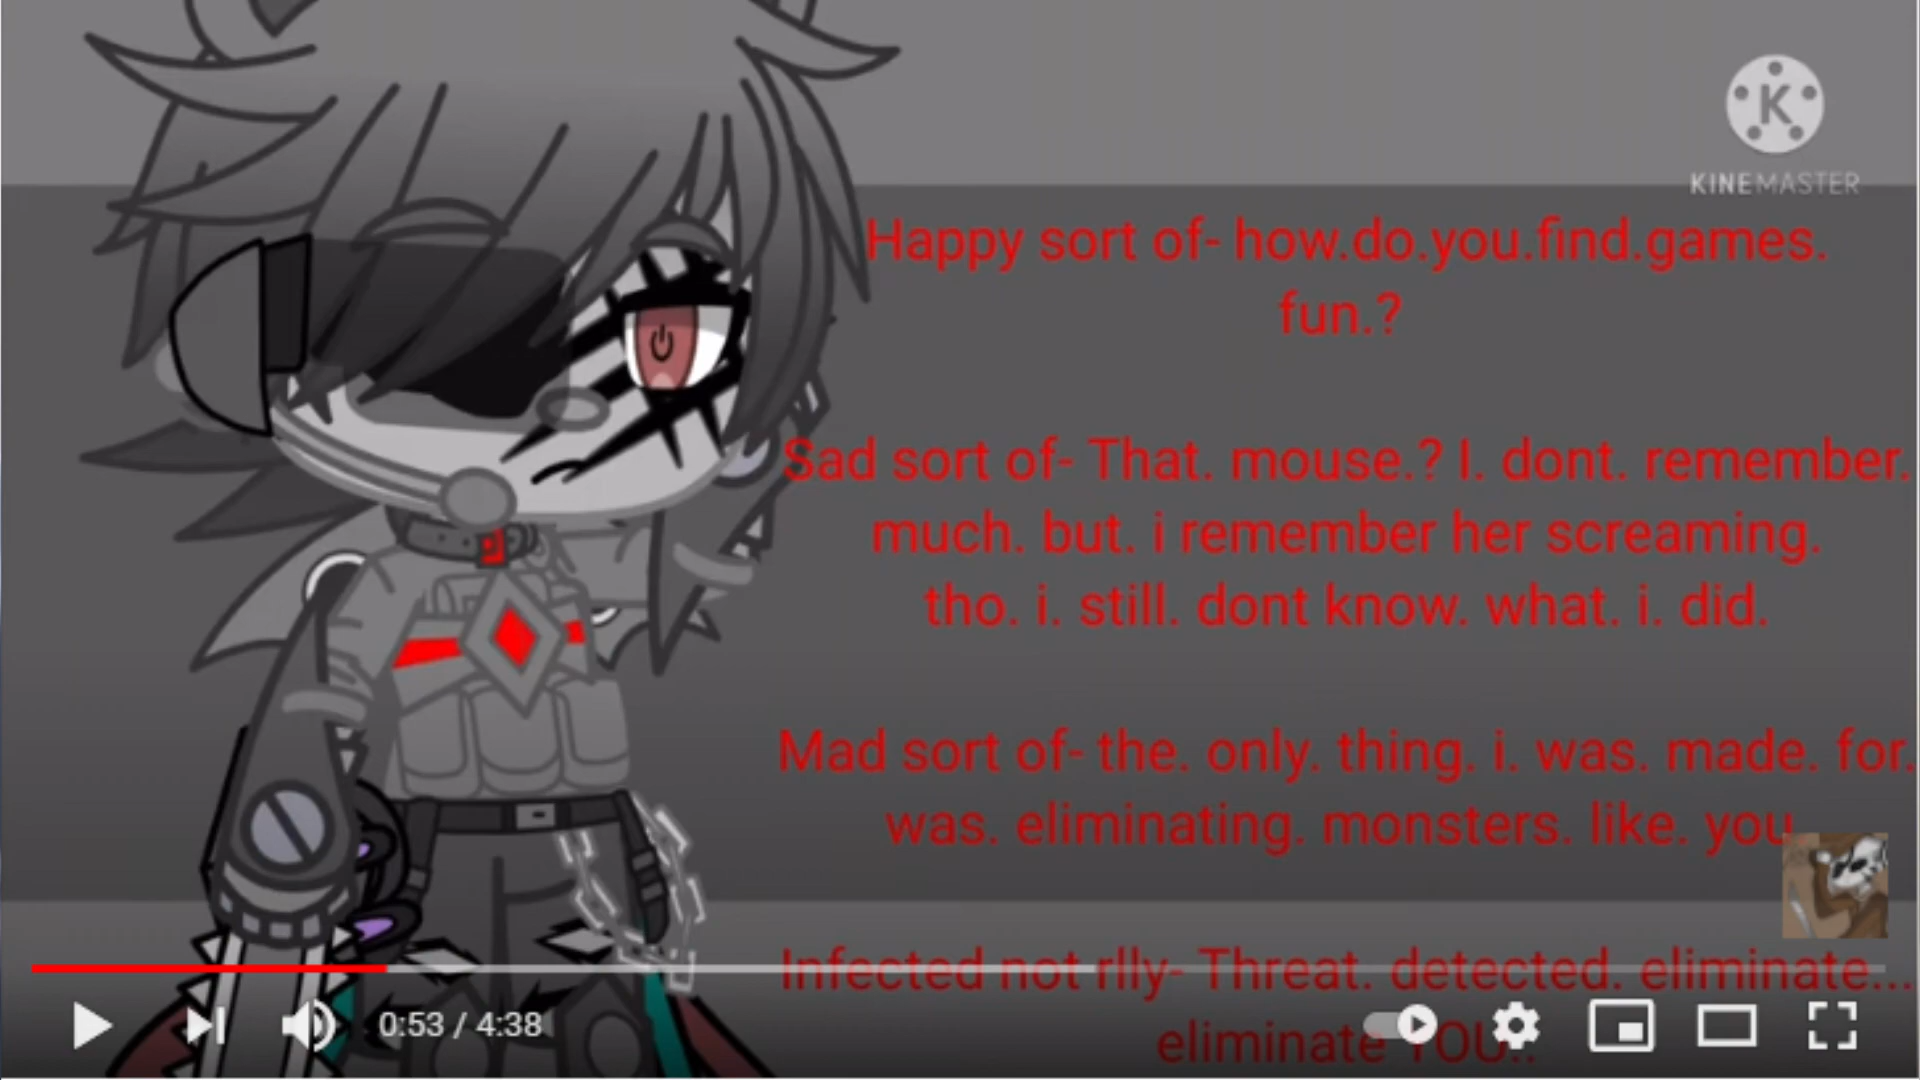 K
KINEMASTER
Happy sort of- how.do.you.find.games.
fun.?
Sad sort of- That. mouse.? I. dont. remember.
much. but. i remember her screaming.
tho. i. still. dont know. what. i. did.
Mad sort of- the. only. thing. i. was. made. for.
was. eliminating. monsters. like. you
Infected not rlly- Threat. detected. eliminate...
eliminate YOU..
0:53 / 4:38